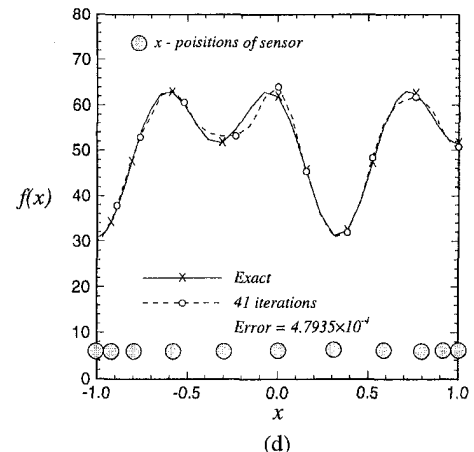 80
x - poisitions of sensor
70
60
50
f(x)
40
30
Exact
20
41 iterations
Error = 4.7935×10⁻⁴
10
0
-1.0 -0.5 0.0 0.5 1.0
x
(d)